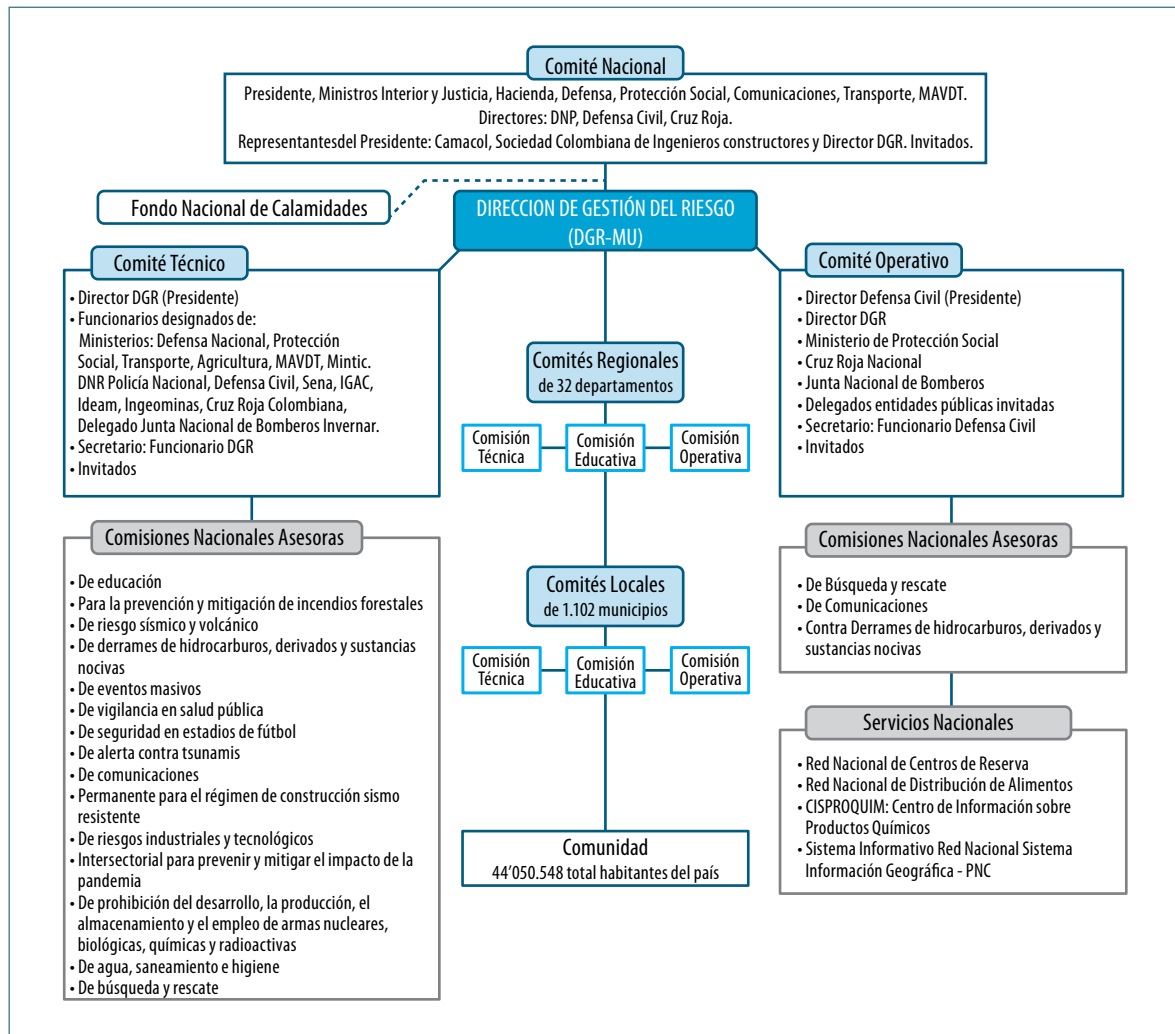 Comité Nacional
Presidente, Ministros Interior y Justicia, Hacienda, Defensa, Protección Social, Comunicaciones, Transporte, MAVDT.
Directores: DNP, Defensa Civil, Cruz Roja.
Representantesdel Presidente: Camacol, Sociedad Colombiana de Ingenieros constructores y Director DGR. Invitados.
Fondo Nacional de Calamidades
DIRECCION DE GESTIÓN DEL RIESGO
(DGR-MU)
Comité Técnico
• Director DGR (Presidente)
• Funcionarios designados de:
Ministerios: Defensa Nacional, Protección
Social, Transporte, Agricultura, MAVDT, Mintic.
DNR Policía Nacional, Defensa Civil, Sena, IGAC,
Ideam, Ingeominas, Cruz Roja Colombiana,
Delegado Junta Nacional de Bomberos Invernar.
• Secretario: Funcionario DGR
• Invitados
Comisiones Nacionales Asesoras
• De educación
• Para la prevención y mitigación de incendios forestales
• De riesgo sísmico y volcánico
• De derrames de hidrocarburos, derivados y sustancias
nocivas
• De eventos masivos
• De vigilancia en salud pública
• De seguridad en estadios de fútbol
• De alerta contra tsunamis
• De comunicaciones
• Permanente para el régimen de construcción sismo
resistente
• De riesgos industriales y tecnológicos
• Intersectorial para prevenir y mitigar el impacto de la
pandemia
• De prohibición del desarrollo, la producción, el
almacenamiento y el empleo de armas nucleares,
biológicas, químicas y radioactivas
• De agua, saneamiento e higiene
• De búsqueda y rescate
Comités Regionales
de 32 departamentos
Comisión
Técnica
Comisión
Educativa
Comisión
Operativa
Comités Locales
de 1.102 municipios
Comisión
Técnica
Comisión
Educativa
Comisión
Operativa
Comunidad
44’050.548 total habitantes del país
Comité Operativo
• Director Defensa Civil (Presidente)
• Director DGR
• Ministerio de Protección Social
• Cruz Roja Nacional
• Junta Nacional de Bomberos
• Delegados entidades públicas invitadas
• Secretario: Funcionario Defensa Civil
• Invitados
Comisiones Nacionales Asesoras
• De Búsqueda y rescate
• De Comunicaciones
• Contra Derrames de hidrocarburos, derivados y
sustancias nocivas
Servicios Nacionales
• Red Nacional de Centros de Reserva
• Red Nacional de Distribución de Alimentos
• CISPROQUIM: Centro de Información sobre
Productos Químicos
• Sistema Informativo Red Nacional Sistema
Información Geográfica - PNC